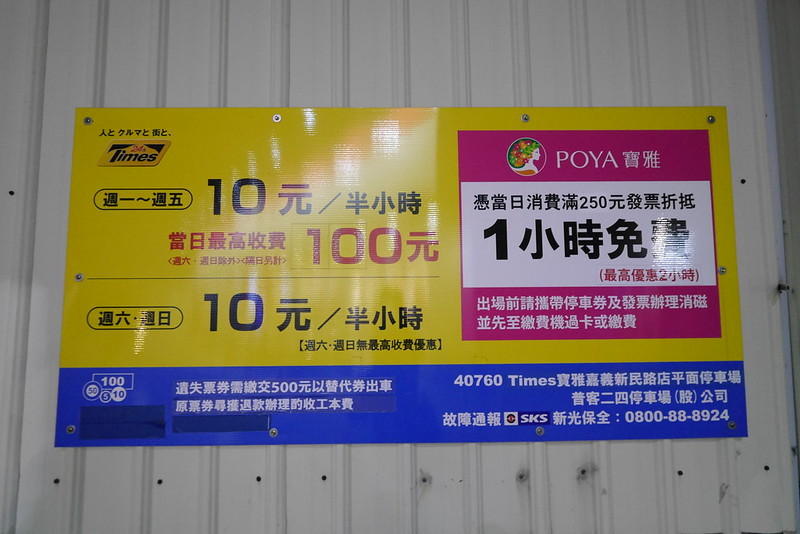 人と クルマと 街と、
24h
Times
週一～週五
10元／半小時
當日最高收費 100元
<週六‧週日除外><隔日另計>
週六‧週日
10元／半小時
【週六‧週日無最高收費優惠】
POYA 寶雅
憑當日消費滿250元發票折抵
1小時免費
(最高優惠2小時)
出場前請攜帶停車券及發票辦理消磁
並先至繳費機過卡或繳費
100
50 5 10
遺失票券需繳交500元以替代券出車
原票券尋獲退款辦理酌收工本費
40760 Times寶雅嘉義新民路店平面停車場
普客二四停車場(股)公司
故障通報 SKS 新光保全：0800-88-8924